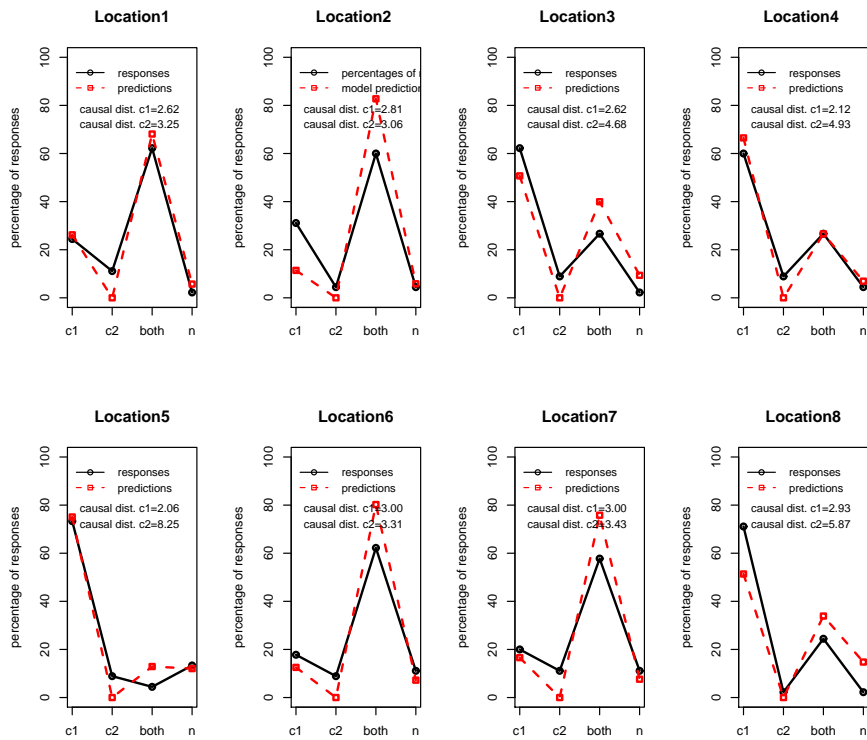 Location1
percentage of responses
100
80
60
40
20
0
responses
predictions
causal dist. c1=2.62
causal dist. c2=3.25
c1 c2 both n
Location2
percentage of responses
100
80
60
40
20
0
percentages of
model prediction
causal dist. c1=2.81
causal dist. c2=3.06
c1 c2 both n
Location3
percentage of responses
100
80
60
40
20
0
responses
predictions
causal dist. c1=2.62
causal dist. c2=4.68
c1 c2 both n
Location4
percentage of responses
100
80
60
40
20
0
responses
predictions
causal dist. c1=2.12
causal dist. c2=4.93
c1 c2 both n
Location5
percentage of responses
100
80
60
40
20
0
responses
predictions
causal dist. c1=2.06
causal dist. c2=8.25
c1 c2 both n
Location6
percentage of responses
100
80
60
40
20
0
responses
predictions
causal dist. c1=3.00
causal dist. c2=3.31
c1 c2 both n
Location7
percentage of responses
100
80
60
40
20
0
responses
predictions
causal dist. c1=3.00
causal dist. c2=3.43
c1 c2 both n
Location8
percentage of responses
100
80
60
40
20
0
responses
predictions
causal dist. c1=2.93
causal dist. c2=5.87
c1 c2 both n